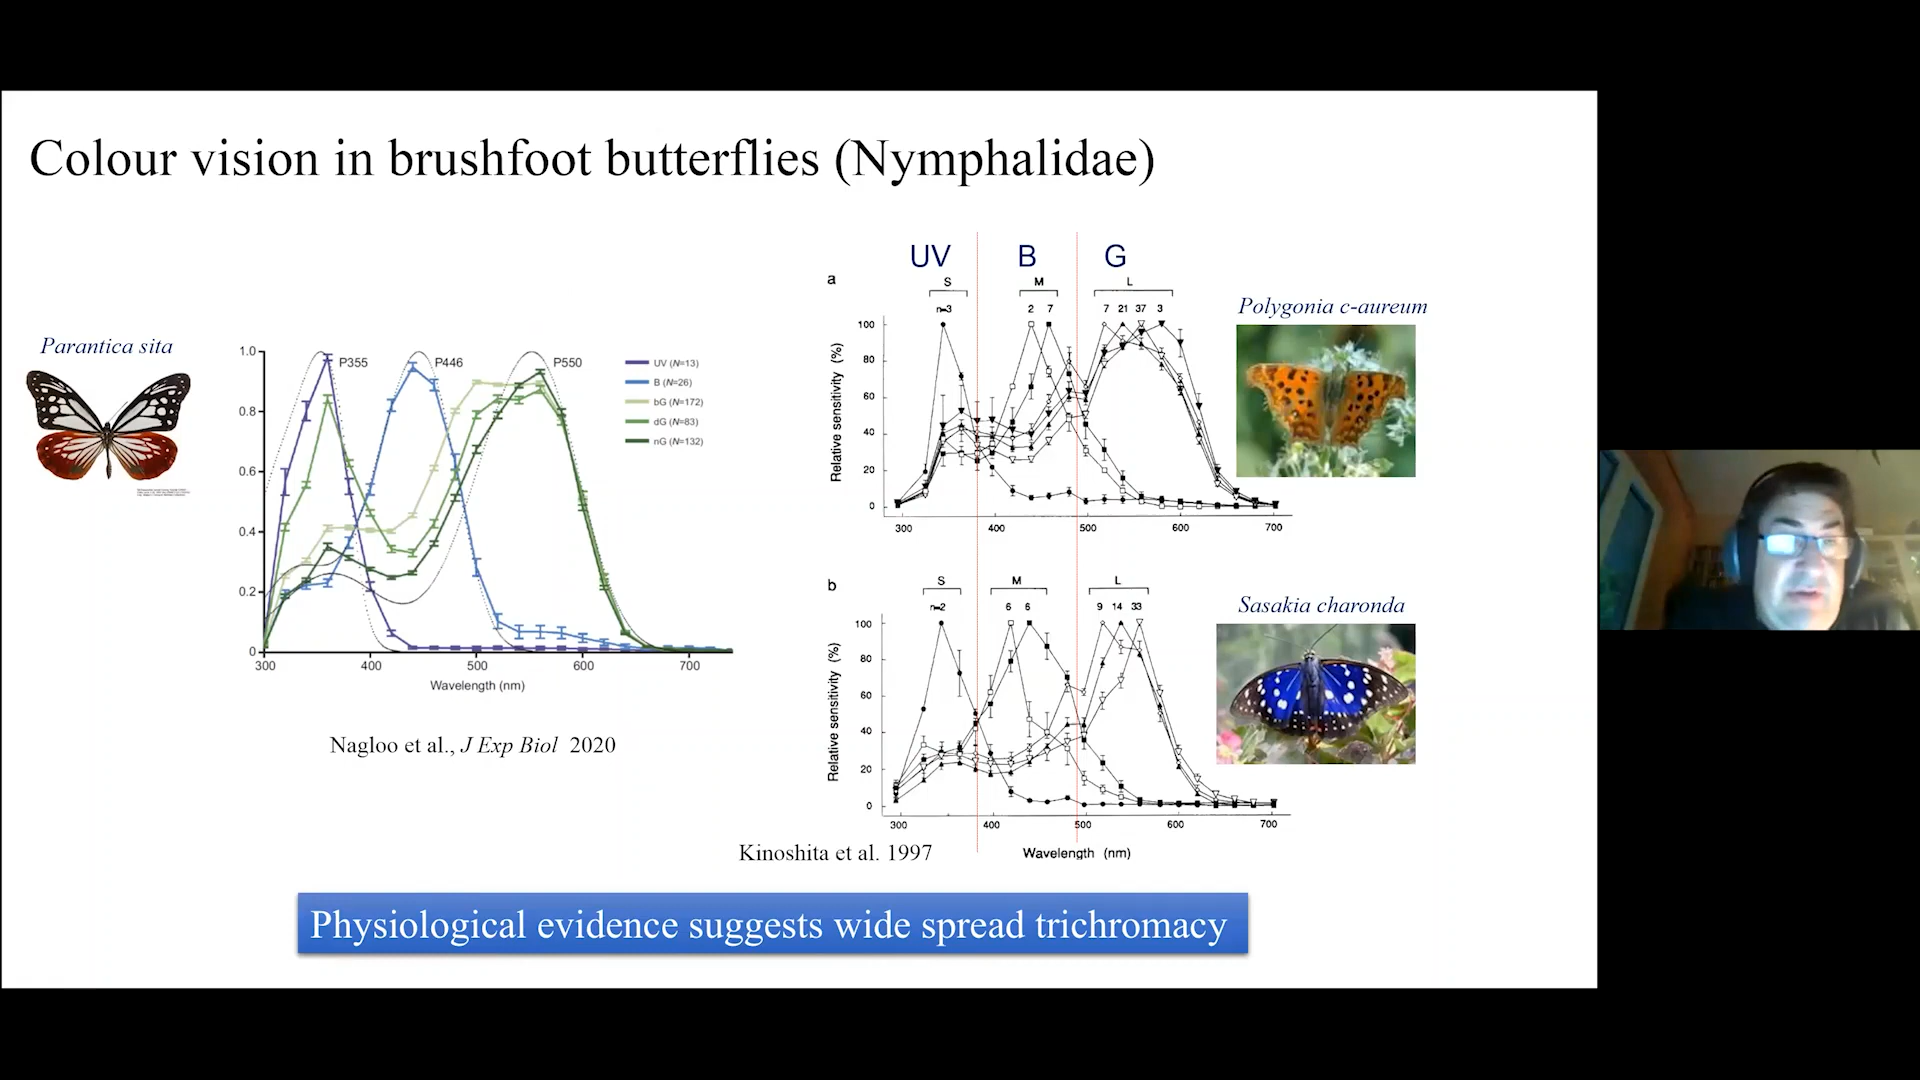 Colour vision in brushfoot butterflies (Nymphalidae)
Parantica sita
1.0
0.8
0.6
0.4
0.2
0
300
400
500
600
700
Wavelength (nm)
P355
P446
P550
UV (N=13)
B (N=26)
bG (N=172)
dG (N=83)
nG (N=132)
Nagloo et al., J Exp Biol 2020
UV B G
a
S M L
n=3 2 7 7 21 37 3
Relative sensitivity (%)
100
80
60
40
20
0
300 400 500 600 700
Polygonia c-aureum
b
S M L
n=2 6 6 9 14 33
Relative sensitivity (%)
100
80
60
40
20
0
300 400 500 600 700
Wavelength (nm)
Sasakia charonda
Kinoshita et al. 1997
Physiological evidence suggests wide spread trichromacy